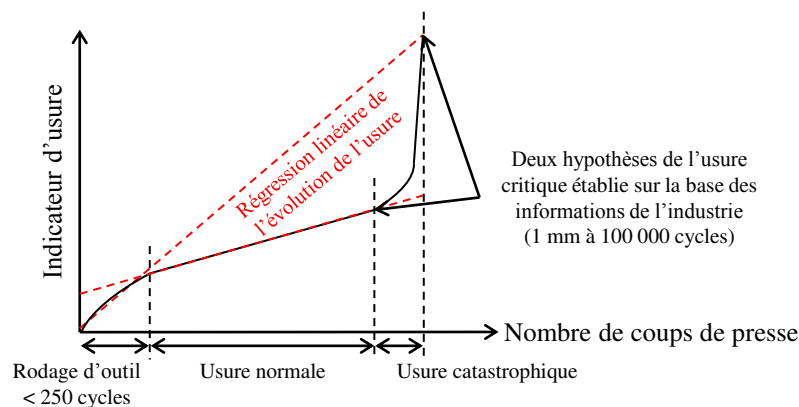 Indicateur d’usure
Régression linéaire de
l’évolution de l’usure
Deux hypothèses de l’usure
critique établie sur la base des
informations de l’industrie
(1 mm à 100 000 cycles)
Nombre de coups de presse
Rodage d’outil
< 250 cycles
Usure normale
Usure catastrophique